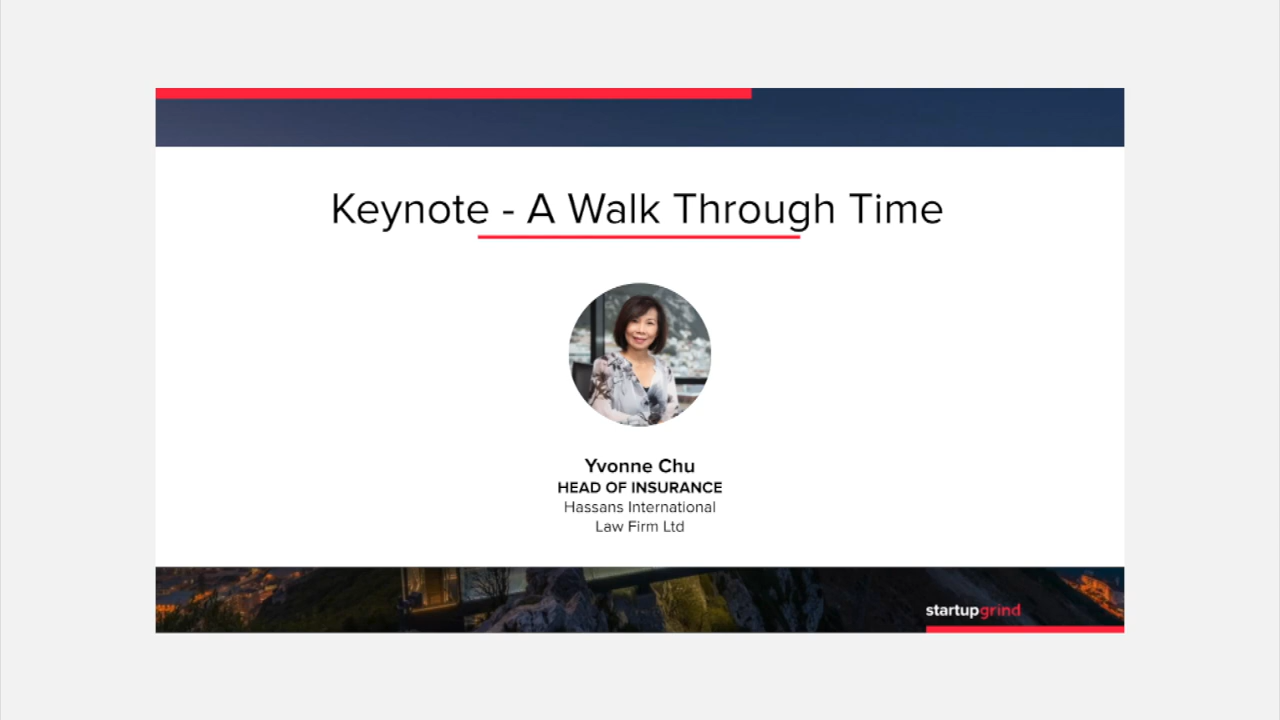 Keynote - A Walk Through Time
Yvonne Chu
HEAD OF INSURANCE
Hassans International
Law Firm Ltd
startupgrind